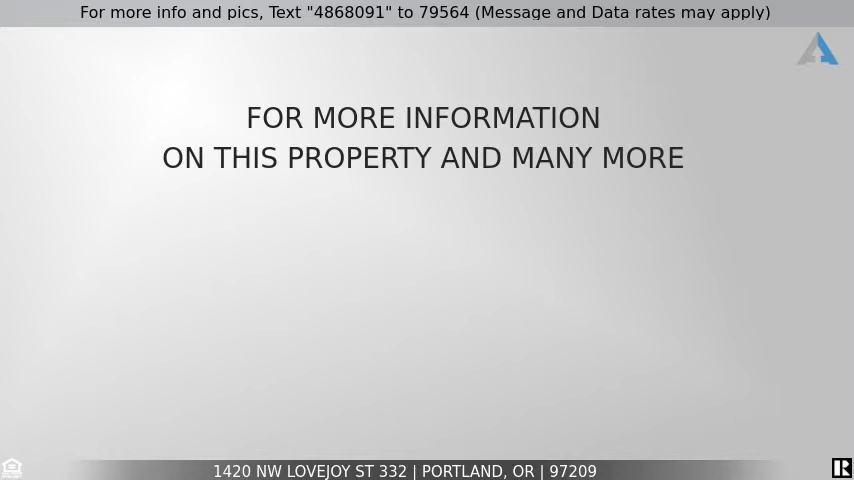 For more info and pics, Text "4868091" to 79564 (Message and Data rates may apply)
FOR MORE INFORMATION
ON THIS PROPERTY AND MANY MORE
1420 NW LOVEJOY ST 332 | PORTLAND, OR | 97209